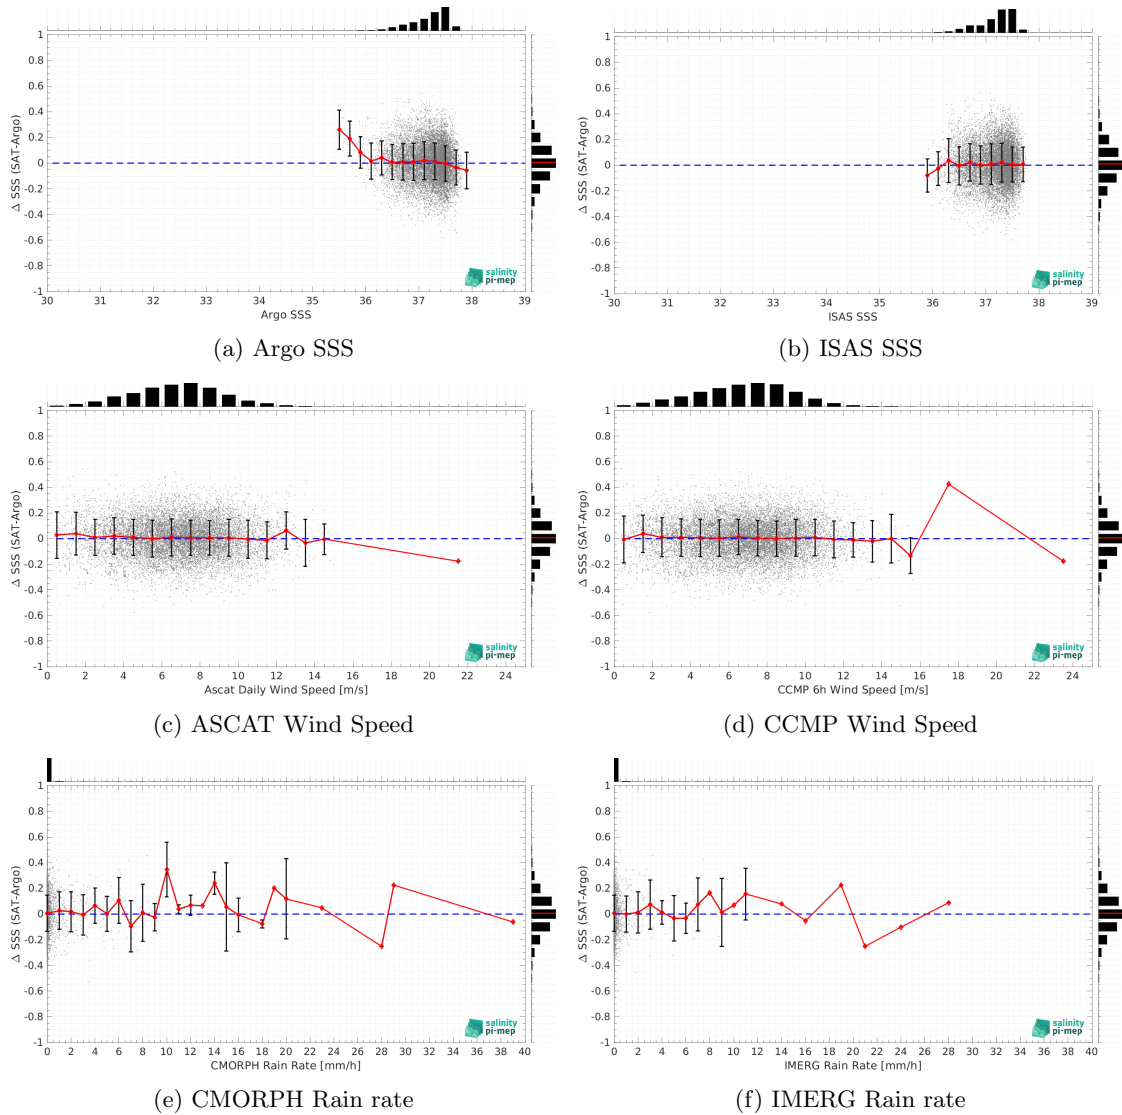 1
0.8
0.6
0.4
0.2
0
-0.2
-0.4
-0.6
-0.8
-1
Δ SSS (SAT-Argo)
30 31 32 33 34 35 36 37 38 39
Argo SSS
salinity
pi-mep
(a) Argo SSS
1
0.8
0.6
0.4
0.2
0
-0.2
-0.4
-0.6
-0.8
-1
Δ SSS (SAT-Argo)
30 31 32 33 34 35 36 37 38 39
ISAS SSS
salinity
pi-mep
(b) ISAS SSS
1
0.8
0.6
0.4
0.2
0
-0.2
-0.4
-0.6
-0.8
-1
Δ SSS (SAT-Argo)
0 2 4 6 8 10 12 14 16 18 20 22 24
Ascat Daily Wind Speed [m/s]
salinity
pi-mep
(c) ASCAT Wind Speed
1
0.8
0.6
0.4
0.2
0
-0.2
-0.4
-0.6
-0.8
-1
Δ SSS (SAT-Argo)
0 2 4 6 8 10 12 14 16 18 20 22 24
CCMP 6h Wind Speed [m/s]
salinity
pi-mep
(d) CCMP Wind Speed
1
0.8
0.6
0.4
0.2
0
-0.2
-0.4
-0.6
-0.8
-1
Δ SSS (SAT-Argo)
0 2 4 6 8 10 12 14 16 18 20 22 24 26 28 30 32 34 36 38 40
CMORPH Rain Rate [mm/h]
salinity
pi-mep
(e) CMORPH Rain rate
1
0.8
0.6
0.4
0.2
0
-0.2
-0.4
-0.6
-0.8
-1
Δ SSS (SAT-Argo)
0 2 4 6 8 10 12 14 16 18 20 22 24 26 28 30 32 34 36 38 40
IMERG Rain Rate [mm/h]
salinity
pi-mep
(f) IMERG Rain rate